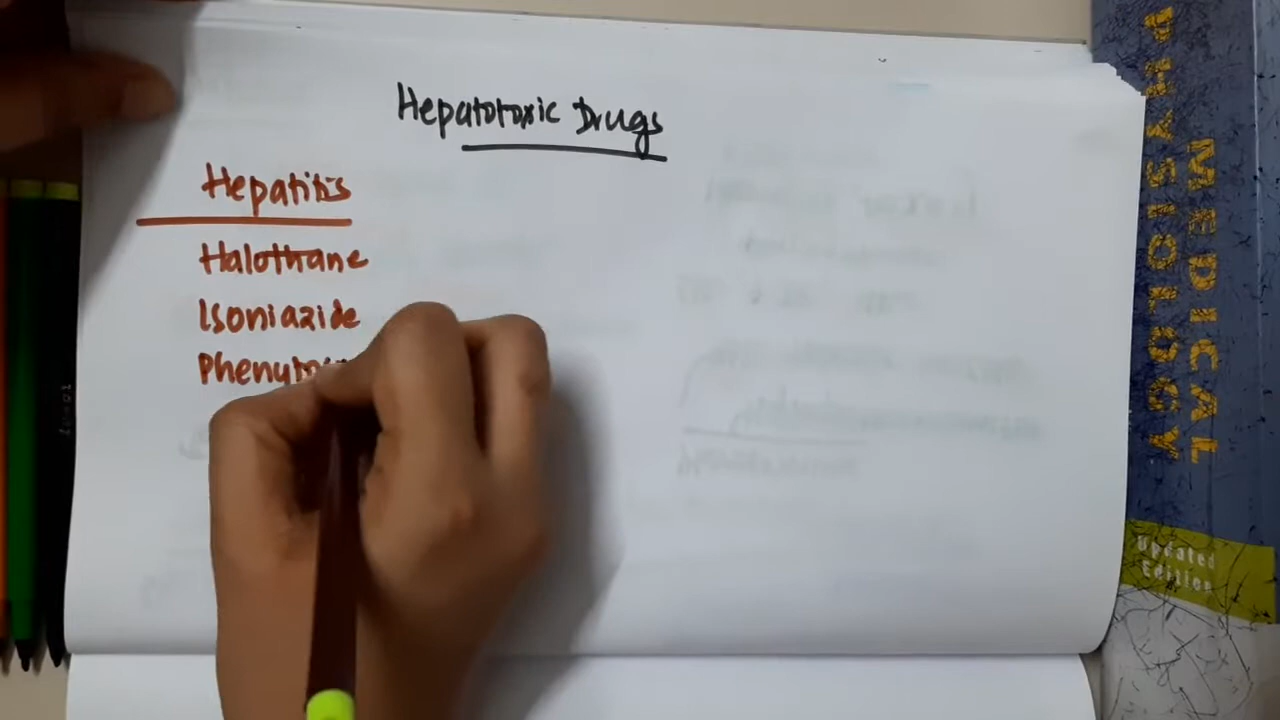 Hepatotoxic Drugs
Hepatitis
Halothane
Isoniazide
MEDICAL
PHYSIOLOGY
Updated
Edition